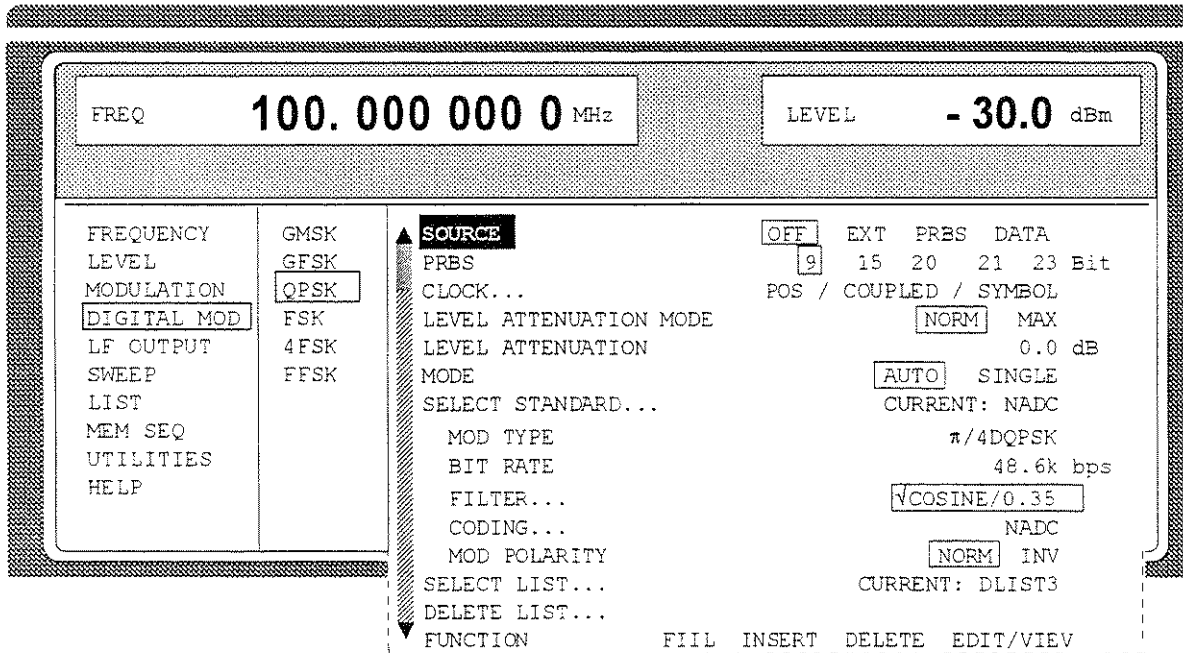 FREQ 100. 000 000 0 MHz LEVEL - 30.0 dBm
FREQUENCY
LEVEL
MODULATION
DIGITAL MOD
LF OUTPUT
SWEEP
LIST
MEM SEQ
UTILITIES
HELP
GMSK
GFSK
QPSK
FSK
4FSK
FFSK
SOURCE OFF EXT PRBS DATA
PRBS 9 15 20 21 23 Bit
CLOCK... POS / COUPLED / SYMBOL
LEVEL ATTENUATION MODE NORM MAX
LEVEL ATTENUATION 0.0 dB
MODE AUTO SINGLE
SELECT STANDARD... CURRENT: NADC
MOD TYPE π/4DQPSK
BIT RATE 48.6k bps
FILTER... √COSINE/0.35
CODING... NADC
MOD POLARITY NORM INV
SELECT LIST... CURRENT: DLIST3
DELETE LIST...
FUNCTION FIIL INSERT DELETE EDIT/VIEV